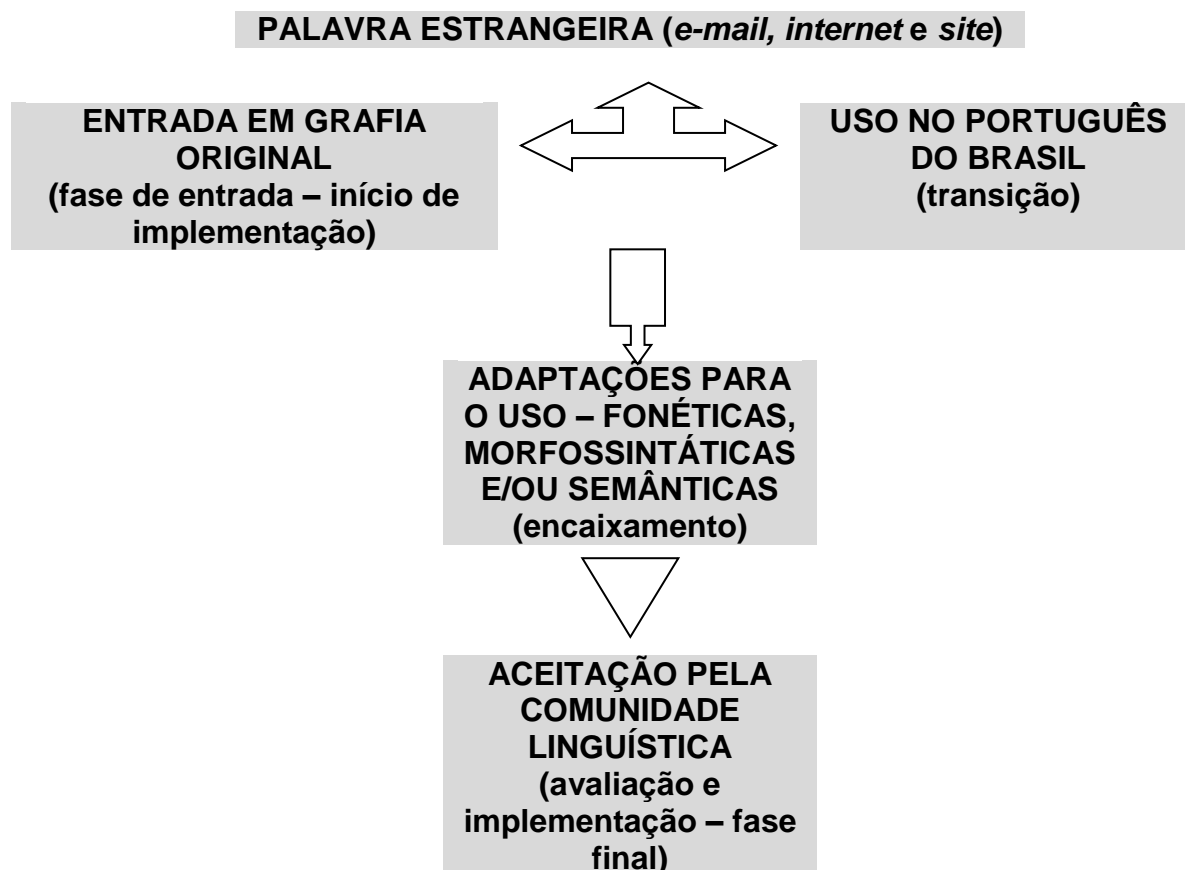 PALAVRA ESTRANGEIRA (e-mail, internet e site)
ENTRADA EM GRAFIA
ORIGINAL
(fase de entrada – início de
implementação)
USO NO PORTUGUÊS
DO BRASIL
(transição)
ADAPTAÇÕES PARA
O USO – FONÉTICAS,
MORFOSSINTÁTICAS
E/OU SEMÂNTICAS
(encaixamento)
ACEITAÇÃO PELA
COMUNIDADE
LINGUÍSTICA
(avaliação e
implementação – fase
final)